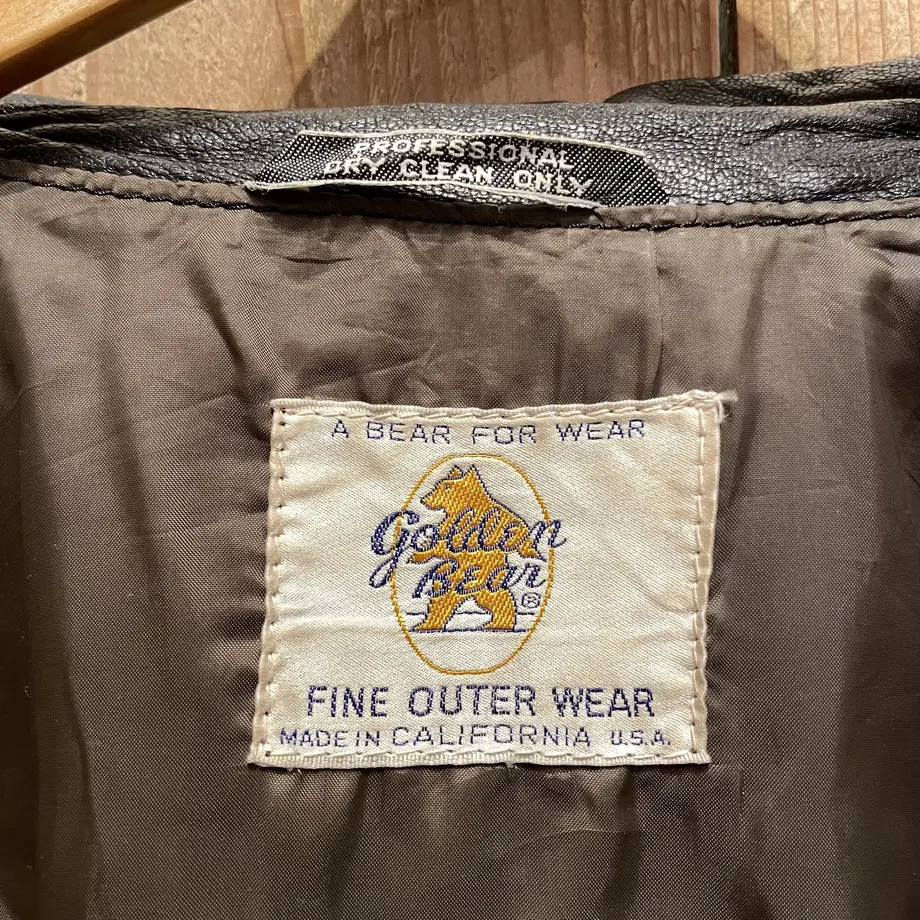 PROFESSIONAL
DRY CLEAN ONLY
A BEAR FOR WEAR
Golden
BEar
®
FINE OUTER WEAR
MADE IN CALIFORNIA U.S.A.